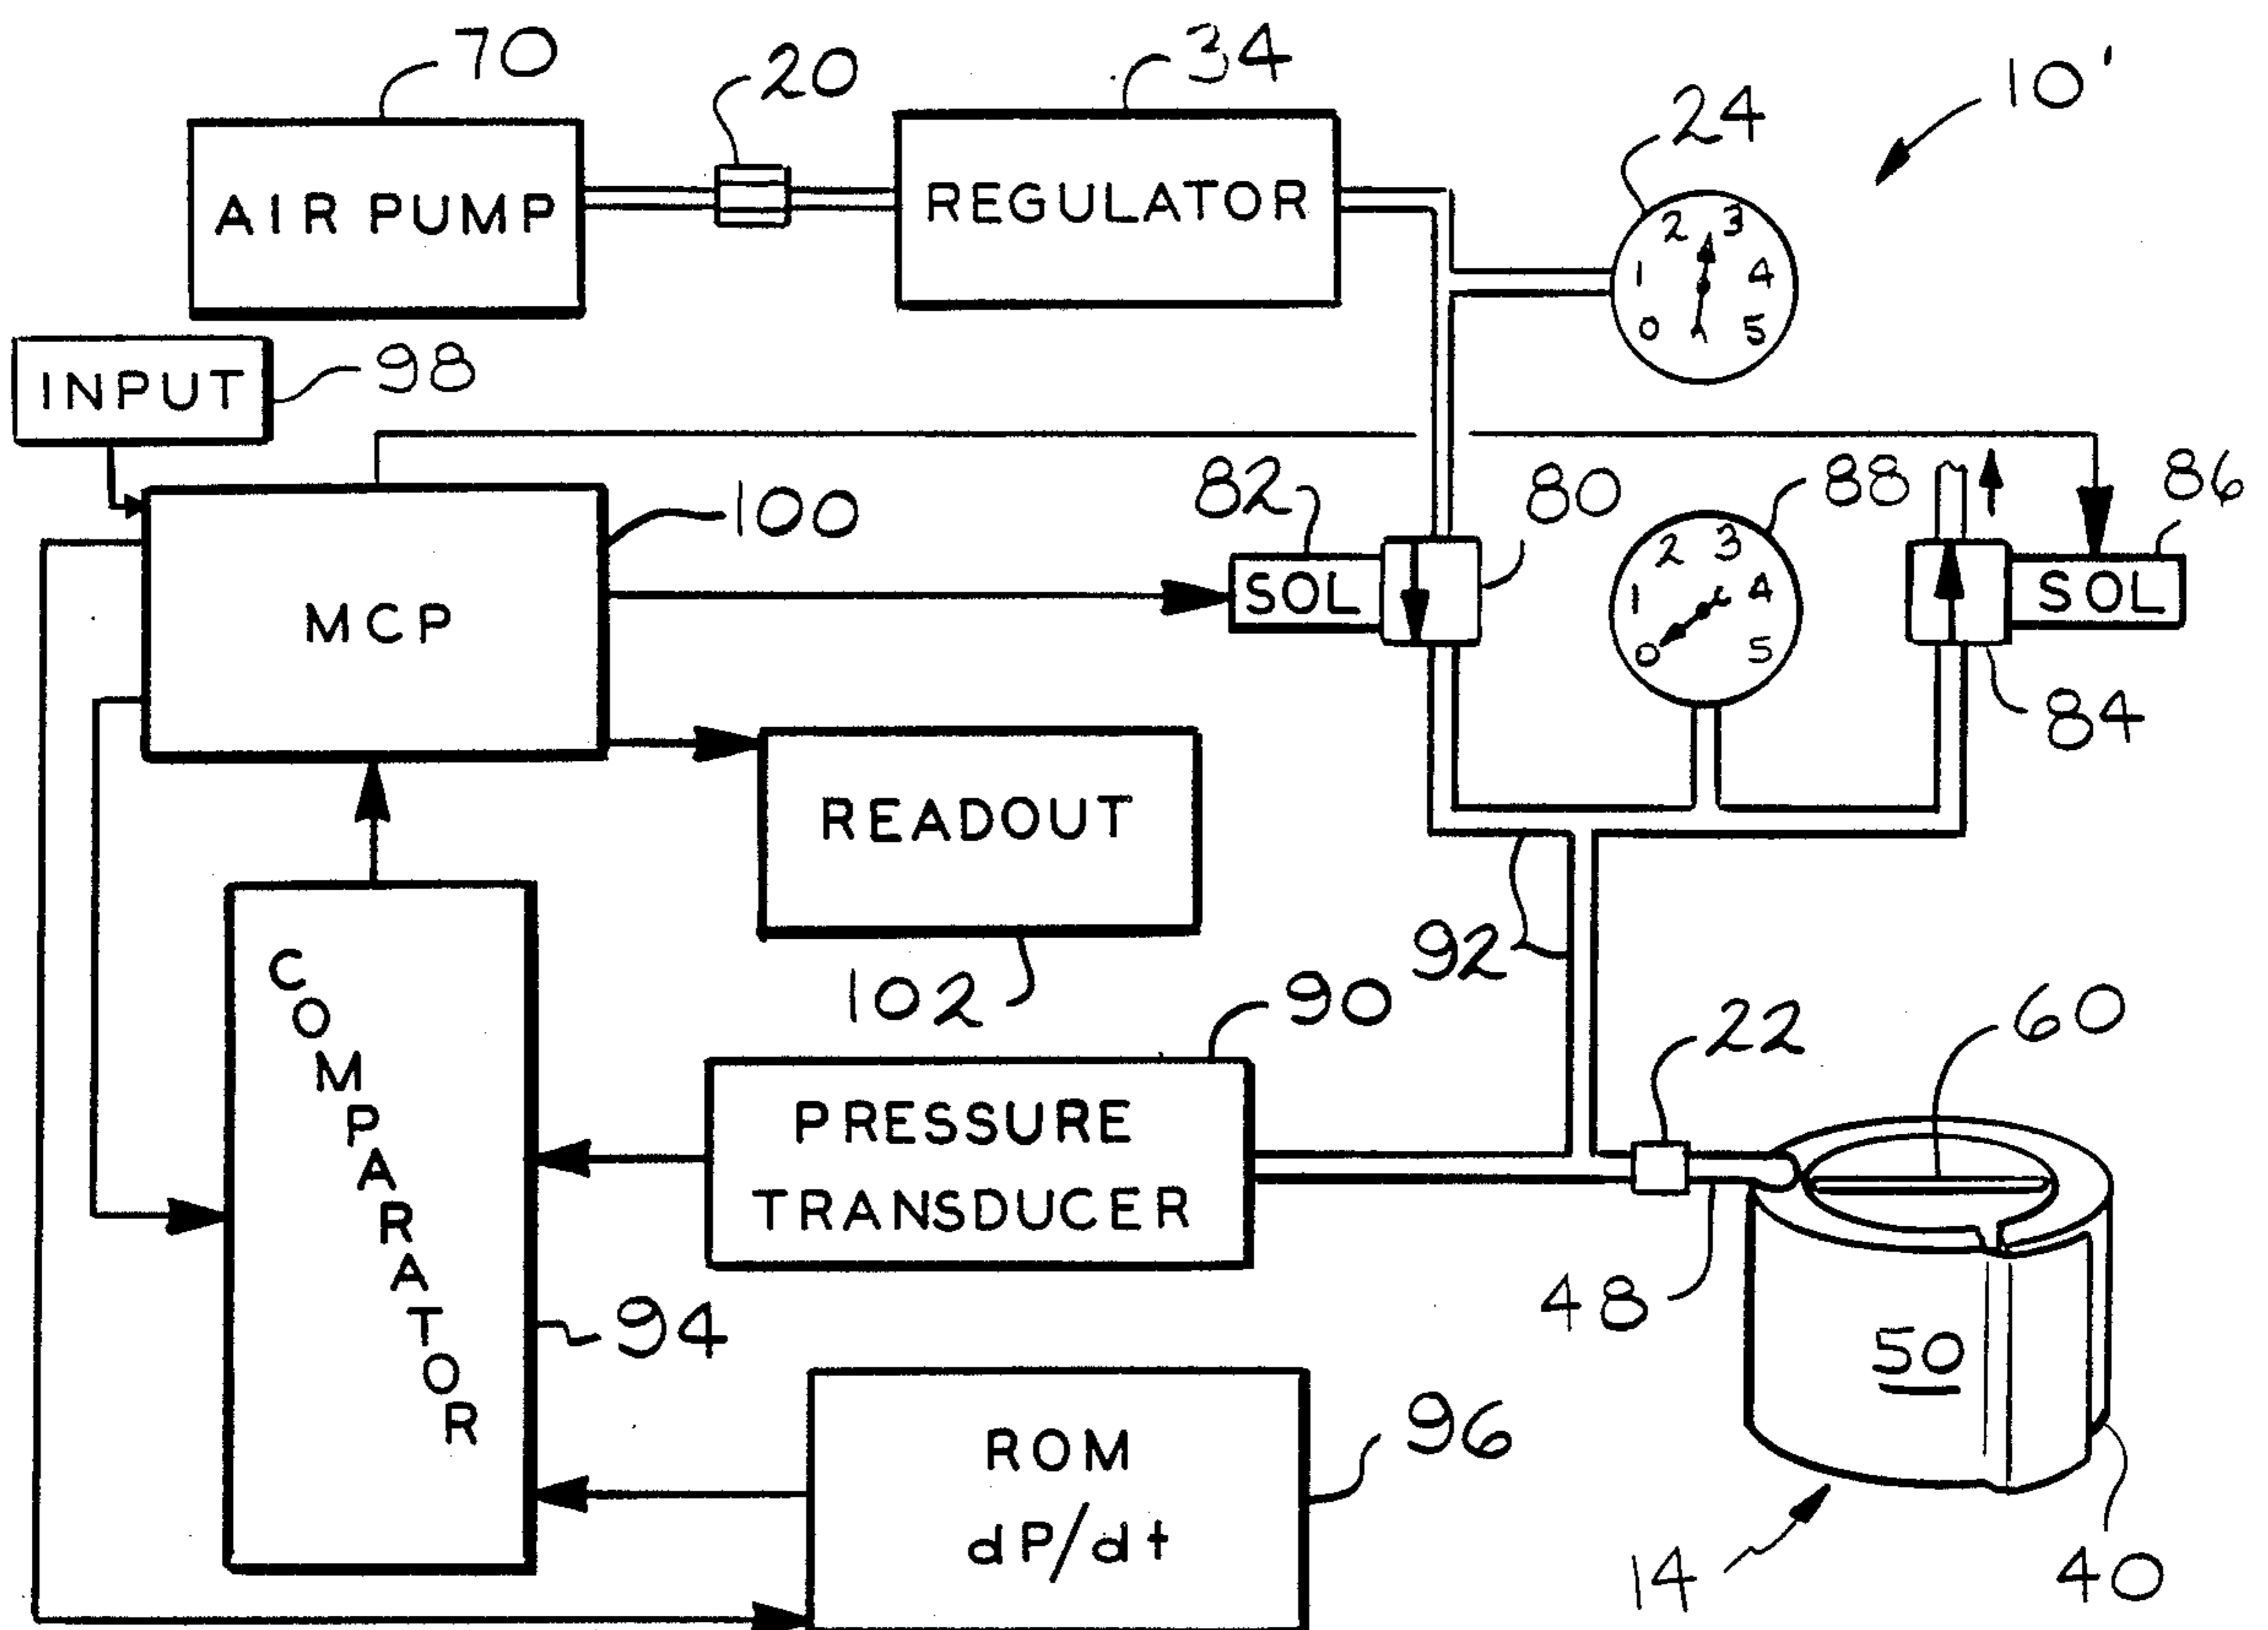 70
20
34
10'
24
AIR PUMP
REGULATOR
2 3
1 4
0 5
INPUT
98
100
82
80
88
86
MCP
SOL
2 3
1 4
0 5
SOL
84
READOUT
102
92
COMPARATOR
90
22
60
PRESSURE
TRANSDUCER
94
48
50
96
ROM
dP/dt
14
40